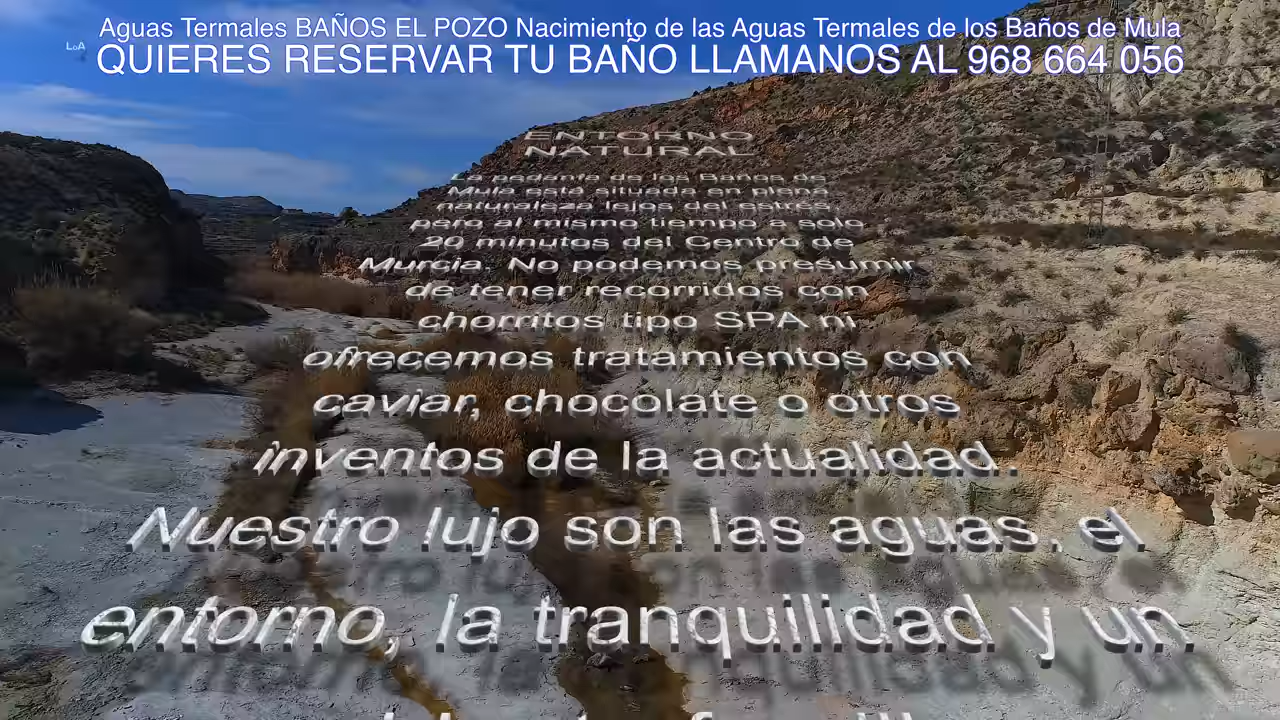 Aguas Termales BAÑOS EL POZO Nacimiento de las Aguas Termales de los Baños de Mula
LoA
QUIERES RESERVAR TU BAÑO LLAMANOS AL 968 664 056
ENTORNO
NATURAL
La pedanía de los Baños de
Mula está situada en plena
naturaleza lejos del estrés,
pero al mismo tiempo a solo
20 minutos del Centro de
Murcia. No podemos presumir
de tener recorridos con
chorritos tipo SPA ni
ofrecemos tratamientos con
caviar, chocolate o otros
inventos de la actualidad.
Nuestro lujo son las aguas, el
entorno, la tranquilidad y un